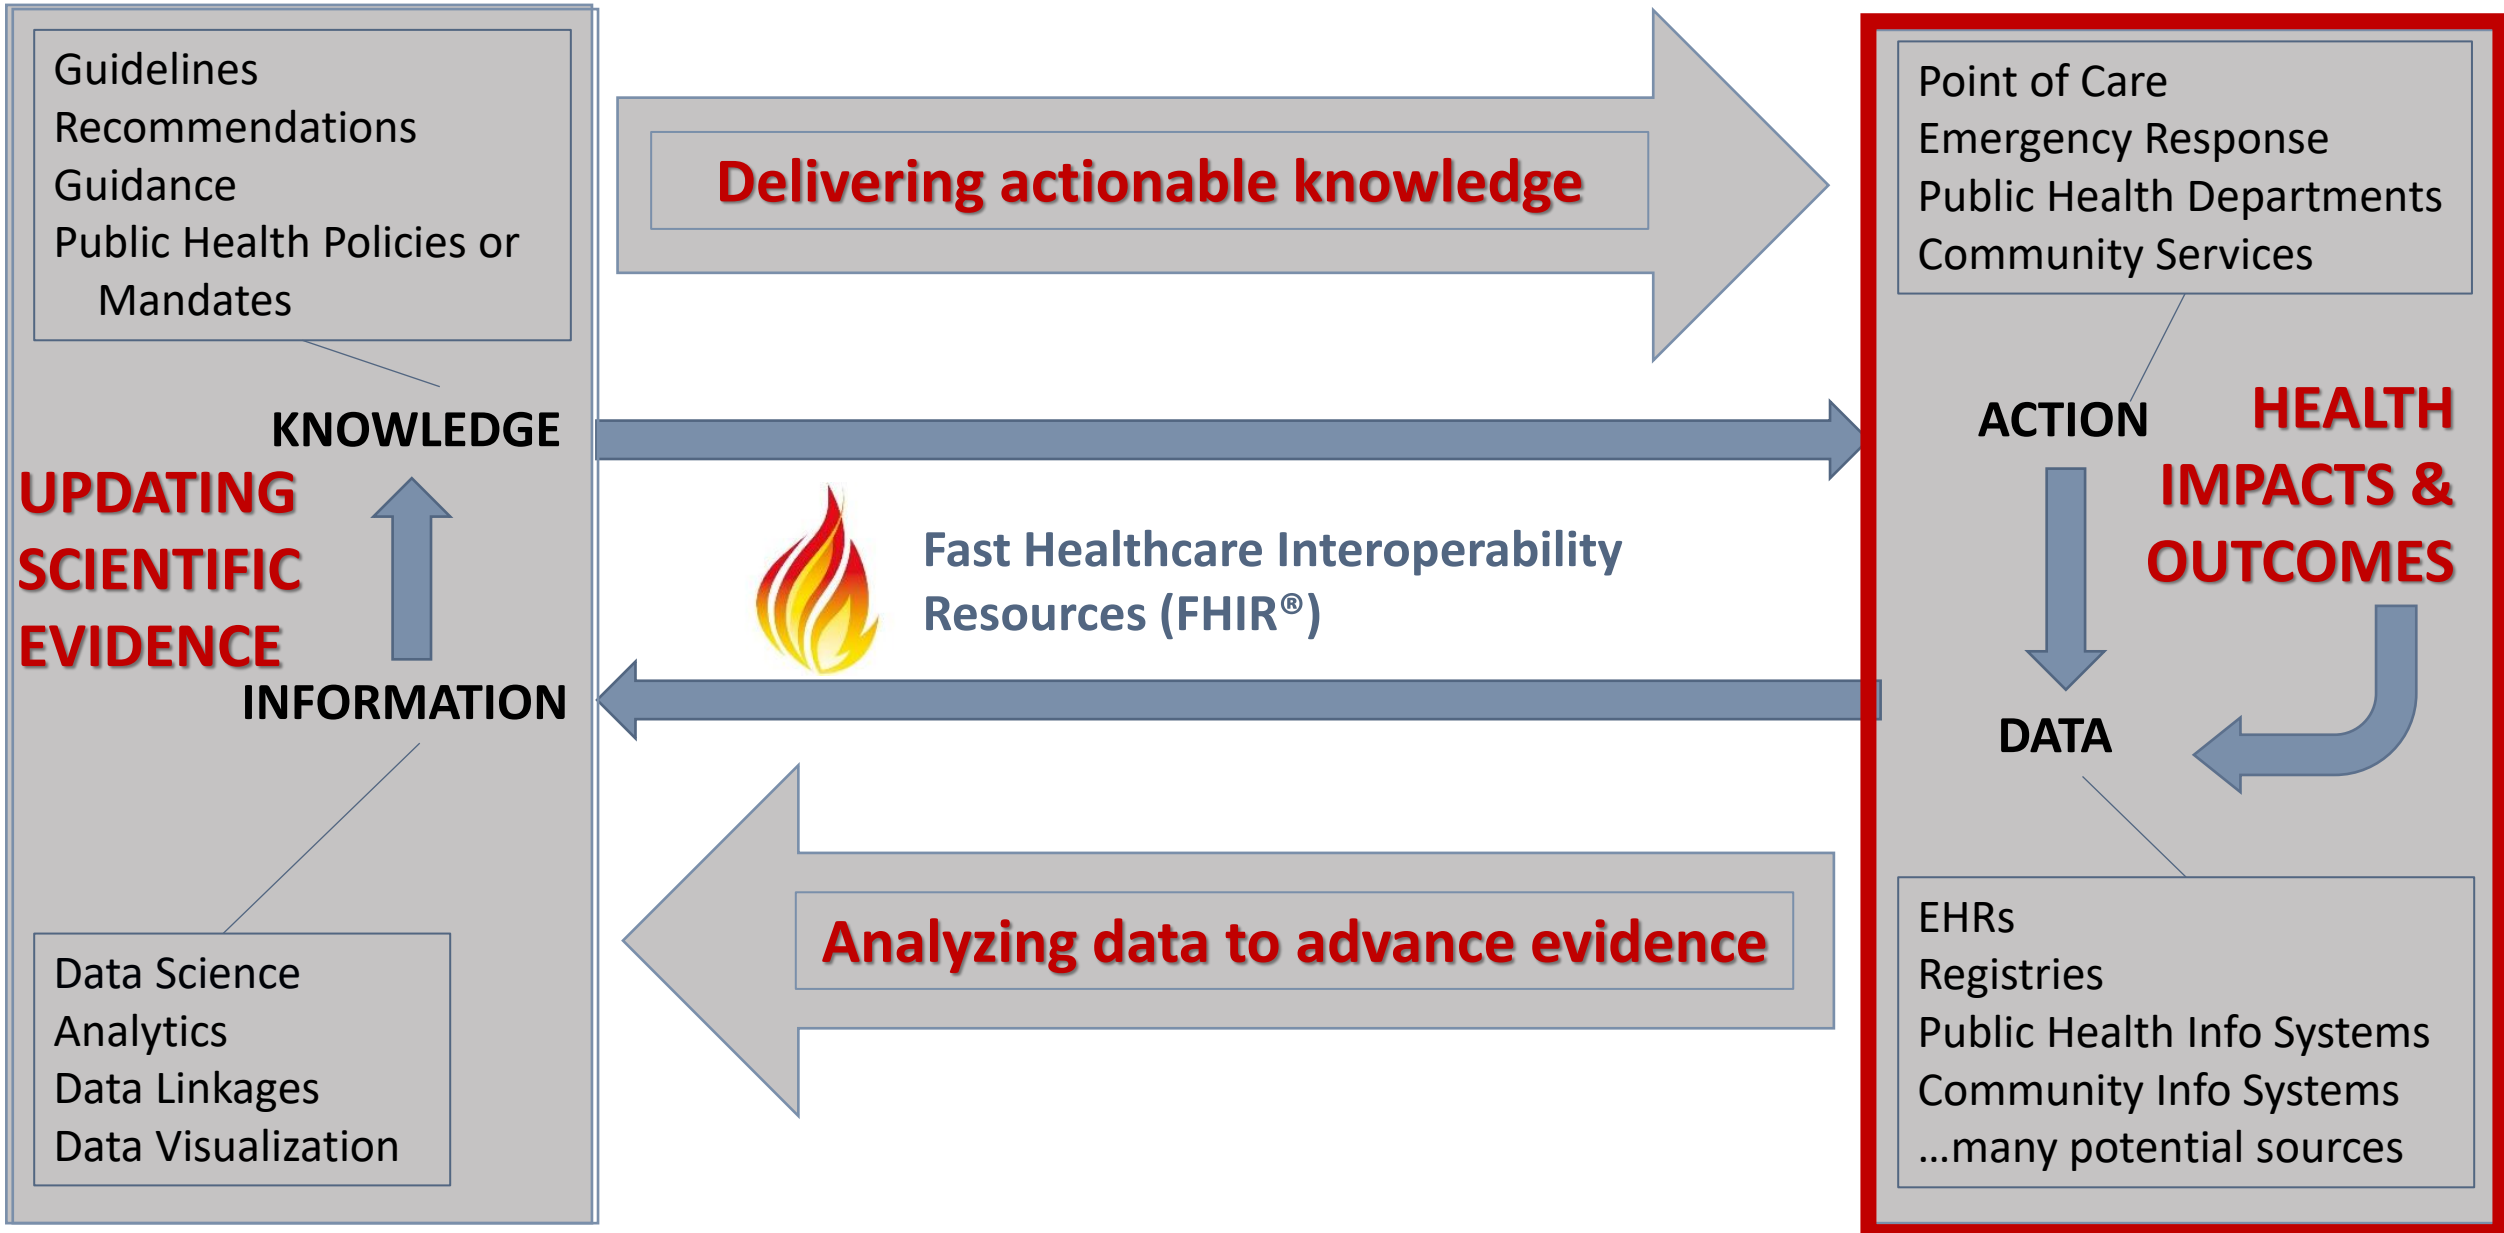 Guidelines
Recommendations
Guidance
Public Health Policies or
Mandates
KNOWLEDGE
UPDATING
SCIENTIFIC
EVIDENCE
INFORMATION
Data Science
Analytics
Data Linkages
Data Visualization
Delivering actionable knowledge
Fast Healthcare Interoperability
Resources (FHIR®)
Analyzing data to advance evidence
Point of Care
Emergency Response
Public Health Departments
Community Services
ACTION
HEALTH
IMPACTS &
OUTCOMES
DATA
EHRs
Registries
Public Health Info Systems
Community Info Systems
...many potential sources